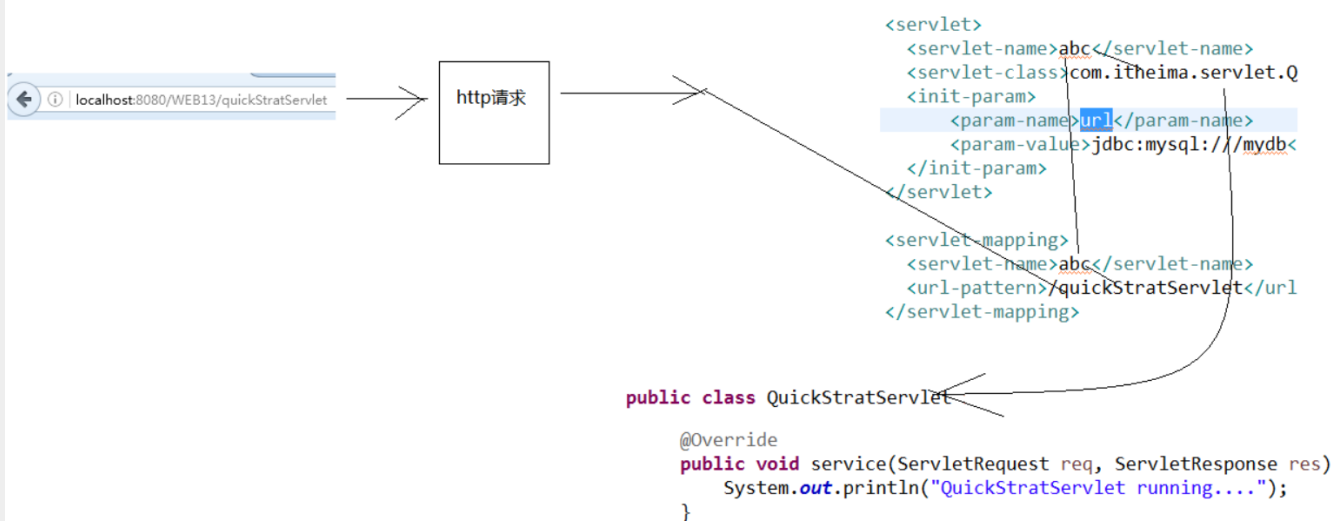 localhost:8080/WEB13/quickStratServlet
http请求
<servlet>
<servlet-name>abc</servlet-name>
<servlet-class>com.itheima.servlet.Q
<init-param>
<param-name>url</param-name>
<param-value>jdbc:mysql:///mydb<
</init-param>
</servlet>
<servlet-mapping>
<servlet-name>abc</servlet-name>
<url-pattern>/quickStratServlet</url
</servlet-mapping>
public class QuickStratServlet
@Override
public void service(ServletRequest req, ServletResponse res)
System.out.println("QuickStratServlet running....");
}